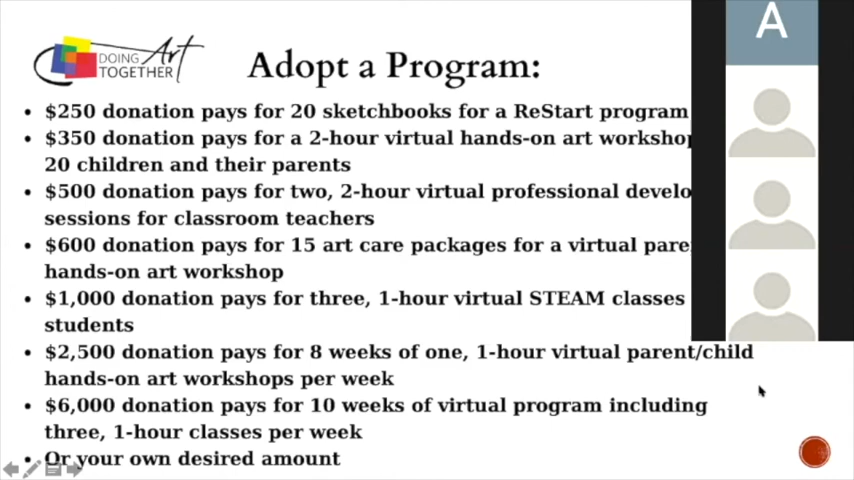 DOING Art
TOGETHER
Adopt a Program:
A
• $250 donation pays for 20 sketchbooks for a ReStart program
• $350 donation pays for a 2-hour virtual hands-on art
20 children and their parents
• $500 donation pays for two, 2-hour virtual professional
sessions for classroom teachers
• $600 donation pays for 15 art care packages for a virtual
hands-on art workshop
• $1,000 donation pays for three, 1-hour virtual STEAM classes
students
• $2,500 donation pays for 8 weeks of one, 1-hour virtual parent/child
hands-on art workshops per week
• $6,000 donation pays for 10 weeks of virtual program including
three, 1-hour classes per week
• Or your own desired amount